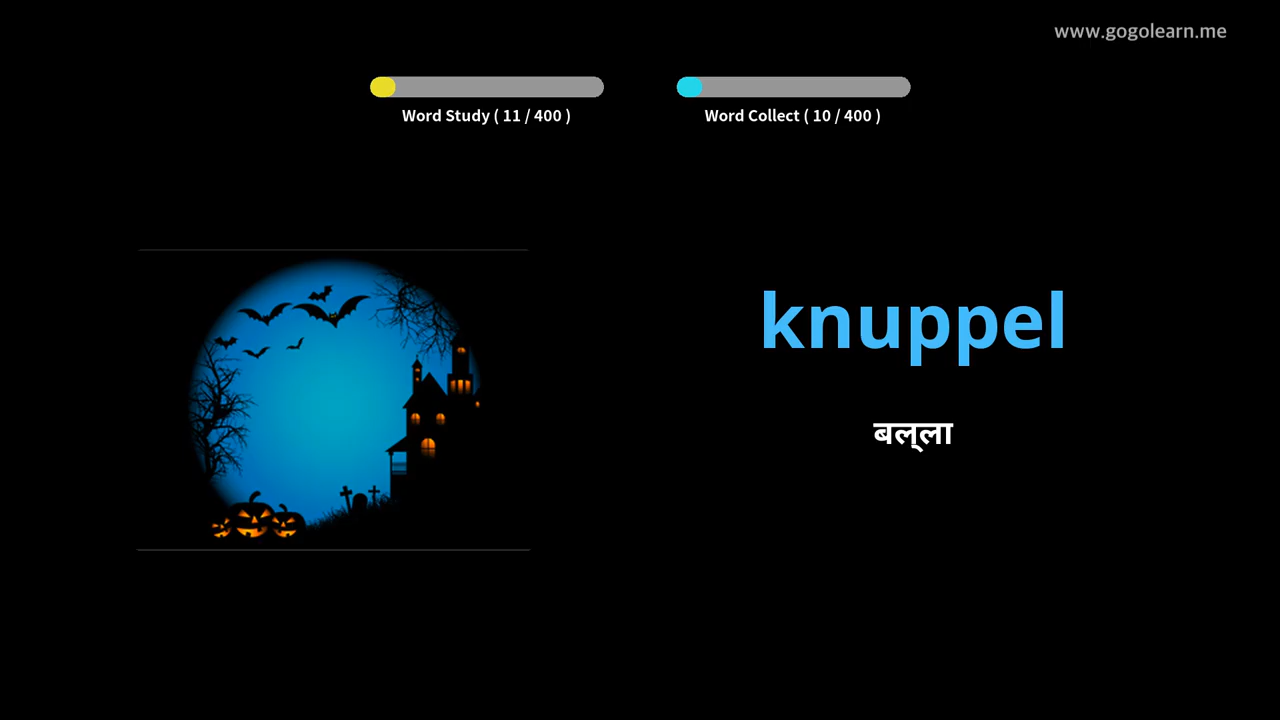 www.gogolearn.me
Word Study ( 11 / 400 )
Word Collect ( 10 / 400 )
knuppel
बल्ला